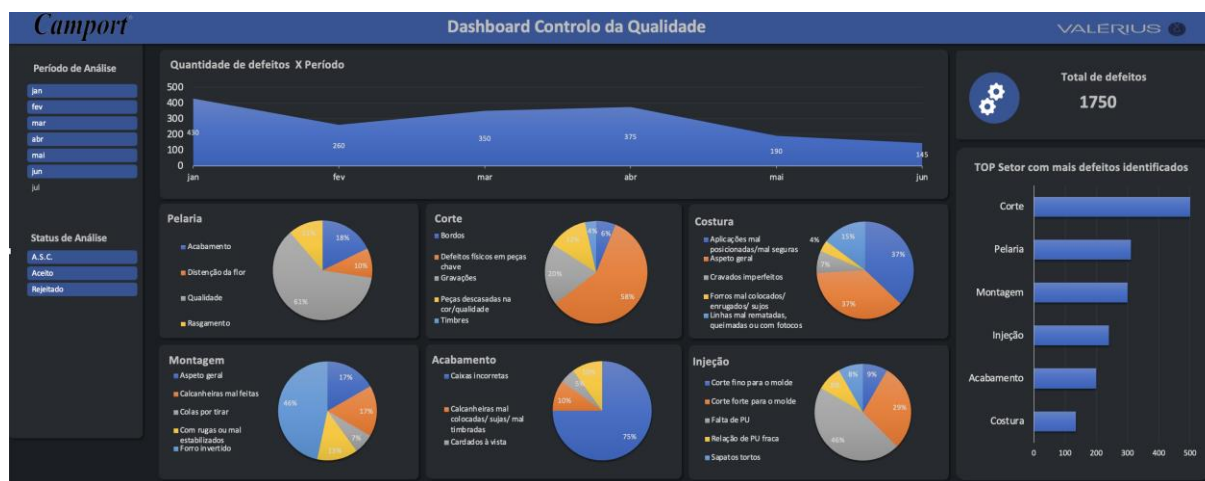 Camport®
Dashboard Controlo da Qualidade
VALÉRIUS
Período de Análise
jan
fev
mar
abr
mai
jun
jul
Status de Análise
A.S.C.
Aceito
Rejeitado
Quantidade de defeitos X Período
500
400
300
200
100
0
430
260
350
375
190
145
jan
fev
mar
abr
mai
jun
Total de defeitos
1750
Pelaria
Acabamento
Distenção da flor
Qualidade
Rasgamento
18%
10%
61%
Corte
Bordos
Defeitos físicos em peças
chave
Gravações
Peças descasadas na
cor/qualidade
Timbres
4%
6%
58%
20%
Costura
Aplicações mal
posicionadas/mal seguras
Aspeto geral
Cravados imperfeitos
Forros mal colocados/
enrugados/ sujos
Linhas mal rematadas,
queimadas ou com fotocos
37%
37%
7%
4%
15%
Montagem
Aspeto geral
Calcanheiras mal feitas
Colas por tirar
Com rugas ou mal
estabilizados
Forro invertido
17%
17%
7%
46%
Acabamento
Caixas incorretas
Calcanheiras mal
colocadas/ sujas/ mal
timbradas
Cardados à vista
75%
10%
5%
Injeção
Corte fino para o molde
Corte forte para o molde
Falta de PU
Relação de PU fraca
Sapatos tortos
9%
29%
46%
8%
TOP Setor com mais defeitos identificados
Corte
Pelaria
Montagem
Injeção
Acabamento
Costura
0
100
200
300
400
500